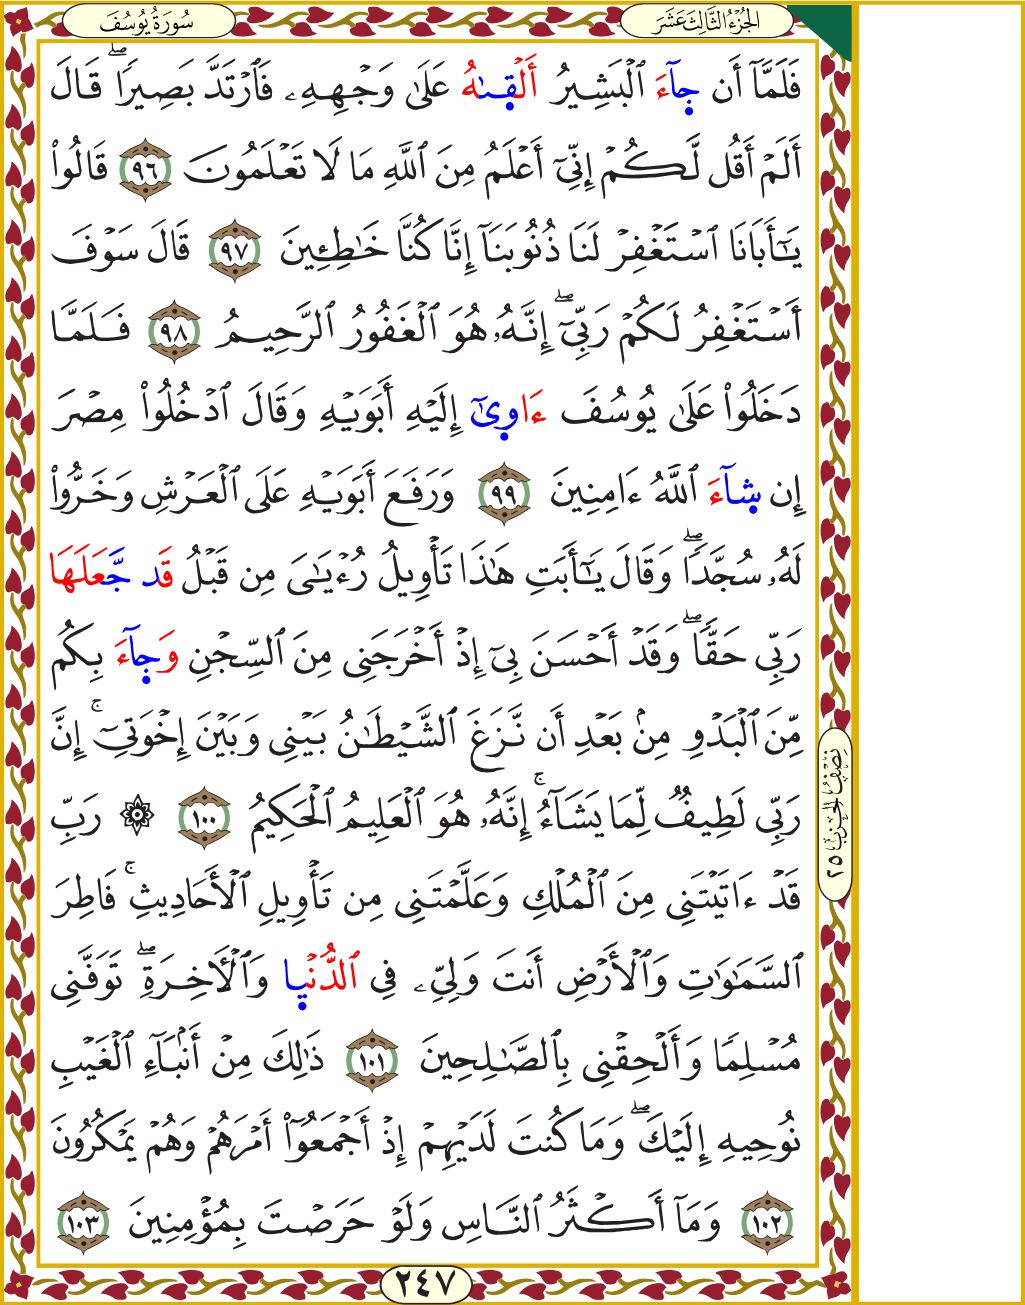 الجُزْءُ الثَّالِثَ عَشَرَ
سُورَةُ يُوسُفَ
فَلَمَّآ أَن جِآءَ ٱلۡبَشِيرُ أَلۡقِىٰهُ عَلَىٰ وَجۡهِهِۦ فَٱرۡتَدَّ بَصِيرٗاۖ قَالَ
أَلَمۡ أَقُل لَّكُمۡ إِنِّيٓ أَعۡلَمُ مِنَ ٱللَّهِ مَا لَا تَعۡلَمُونَ ٩٦ قَالُواْ
يَٰٓأَبَانَا ٱسۡتَغۡفِرۡ لَنَا ذُنُوبَنَآ إِنَّا كُنَّا خَٰطِـِٔينَ ٩٧ قَالَ سَوۡفَ
أَسۡتَغۡفِرُ لَكُمۡ رَبِّيٓۖ إِنَّهُۥ هُوَ ٱلۡغَفُورُ ٱلرَّحِيمُ ٩٨ فَلَمَّا
دَخَلُواْ عَلَىٰ يُوسُفَ ءَاوِىٰٓ إِلَيۡهِ أَبَوَيۡهِ وَقَالَ ٱدۡخُلُواْ مِصۡرَ
إِن شِآءَ ٱللَّهُ ءَامِنِينَ ٩٩ وَرَفَعَ أَبَوَيۡهِ عَلَى ٱلۡعَرۡشِ وَخَرُّواْ
لَهُۥ سُجَّدٗاۖ وَقَالَ يَٰٓأَبَتِ هَٰذَا تَأۡوِيلُ رُءۡيَٰيَ مِن قَبۡلُ قَد جَّعَلَهَا
رَبِّي حَقّٗاۖ وَقَدۡ أَحۡسَنَ بِيٓ إِذۡ أَخۡرَجَنِي مِنَ ٱلسِّجۡنِ وَجِآءَ بِكُم
مِّنَ ٱلۡبَدۡوِ مِنۢ بَعۡدِ أَن نَّزَغَ ٱلشَّيۡطَٰنُ بَيۡنِي وَبَيۡنَ إِخۡوَتِيٓۚ إِنَّ
رَبِّي لَطِيفٞ لِّمَا يَشَآءُۚ إِنَّهُۥ هُوَ ٱلۡعَلِيمُ ٱلۡحَكِيمُ ١٠٠ ۞ رَبِّ
قَدۡ ءَاتَيۡتَنِي مِنَ ٱلۡمُلۡكِ وَعَلَّمۡتَنِي مِن تَأۡوِيلِ ٱلۡأَحَادِيثِۚ فَاطِرَ
ٱلسَّمَٰوَٰتِ وَٱلۡأَرۡضِ أَنتَ وَلِيِّۦ فِي ٱلدُّنۡيِا وَٱلۡأٓخِرَةِۖ تَوَفَّنِي
مُسۡلِمٗا وَأَلۡحِقۡنِي بِٱلصَّٰلِحِينَ ١٠١ ذَٰلِكَ مِنۡ أَنۢبَآءِ ٱلۡغَيۡبِ
نُوحِيهِ إِلَيۡكَۖ وَمَا كُنتَ لَدَيۡهِمۡ إِذۡ أَجۡمَعُوٓاْ أَمۡرَهُمۡ وَهُمۡ يَمۡكُرُونَ
١٠٢ وَمَآ أَكۡثَرُ ٱلنَّاسِ وَلَوۡ حَرَصۡتَ بِمُؤۡمِنِينَ ١٠٣
نِصۡفُ الحِزۡبِ ٢٥
٢٤٧